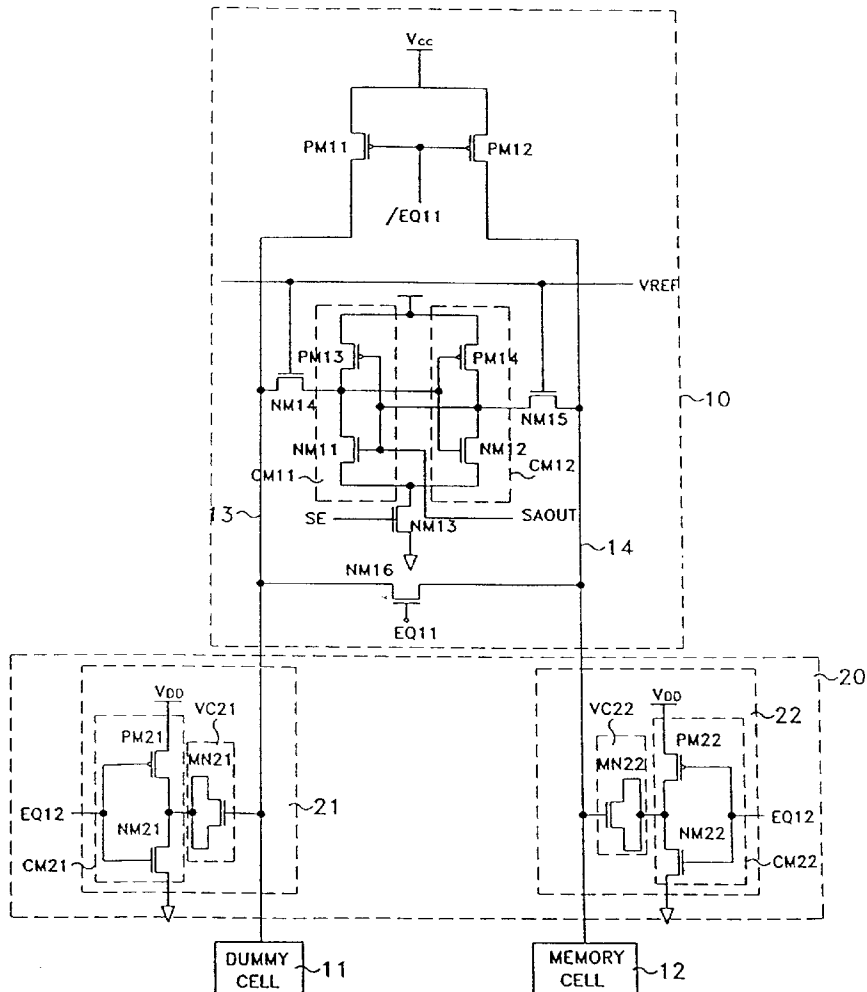 Vcc
PM11
PM12
/EQ11
VREF
PM13
PM14
NM14
NM15
10
NM11
NM12
CM11
CM12
13
SE
NM13
SAOUT
14
NM16
EQ11
20
VDD
VC21
VC22
VDD
22
PM21
MN21
MN22
PM22
21
EQ12
NM21
NM22
EQ12
CM21
CM22
DUMMY
CELL
11
MEMORY
CELL
12